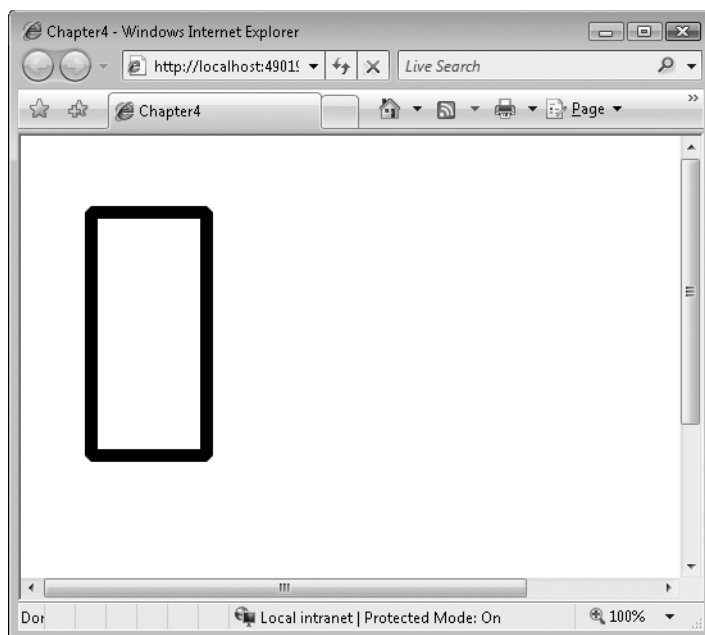 Chapter4 - Windows Internet Explorer
http://localhost:4901
Live Search
Chapter4
Page
Local intranet | Protected Mode: On
100%